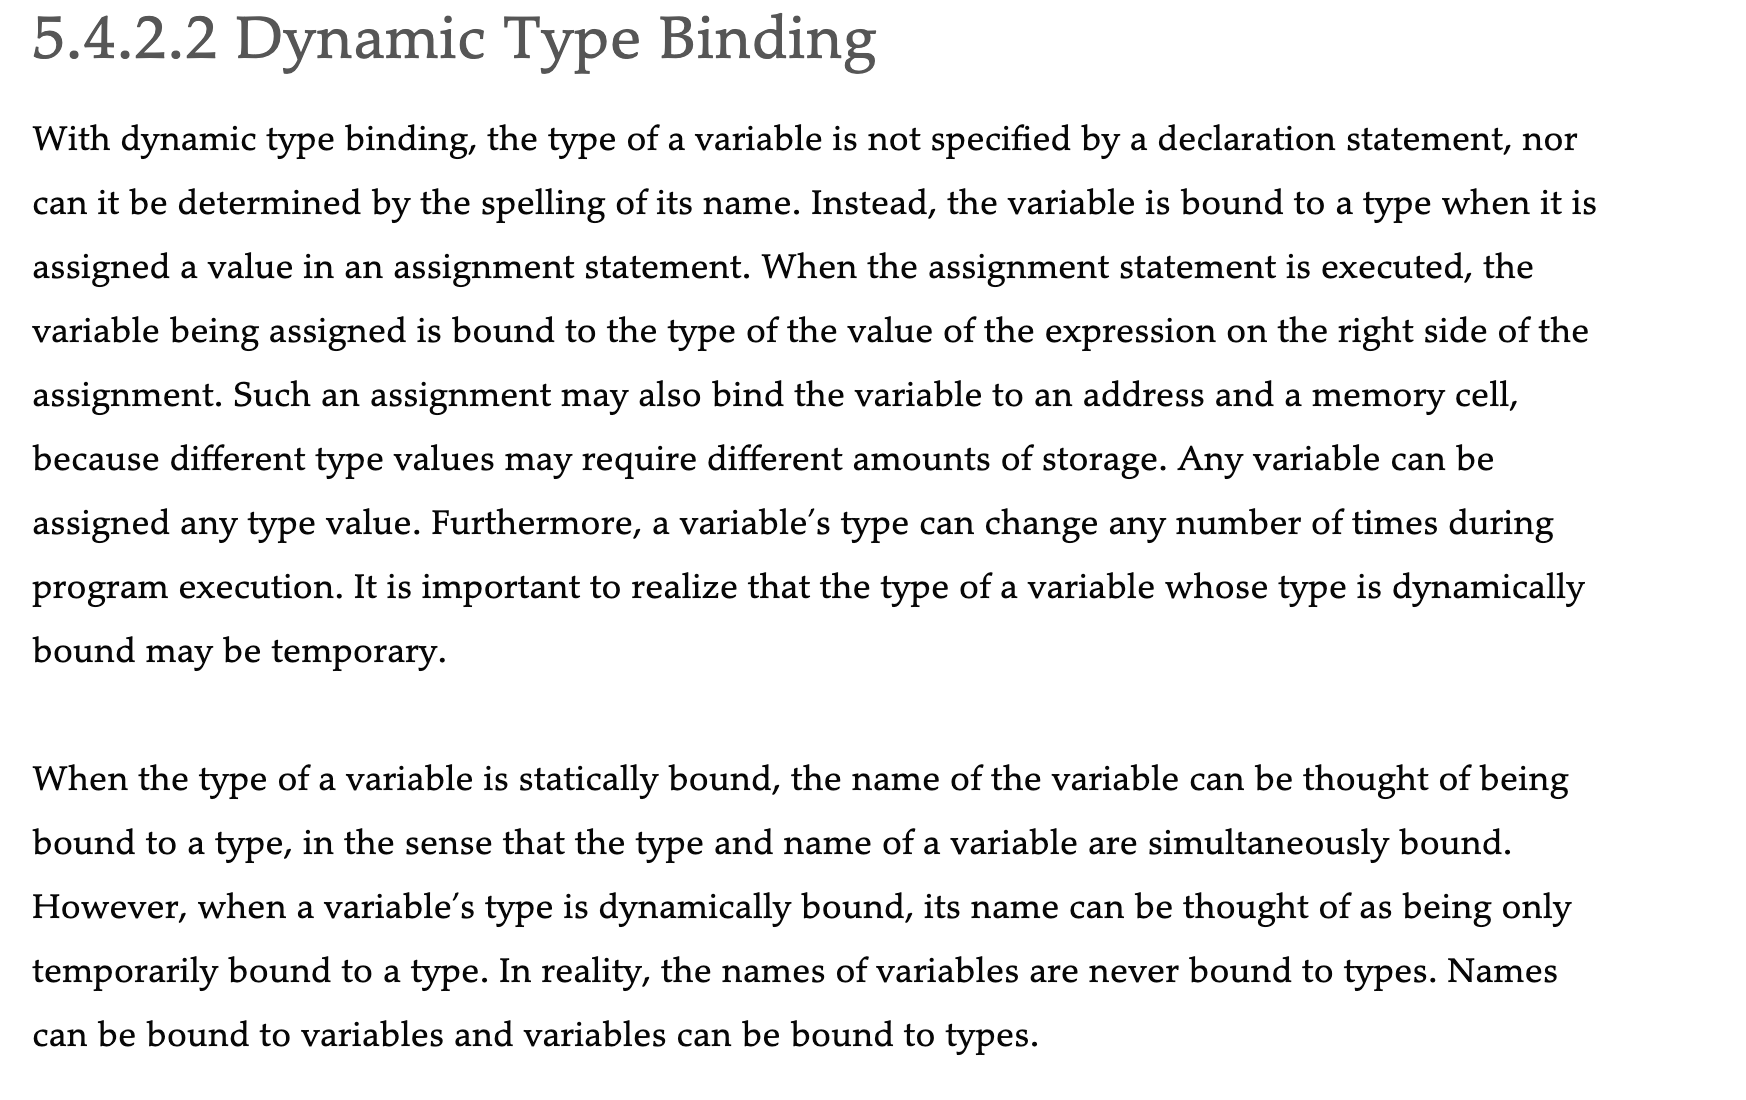 5.4.2.2 Dynamic Type Binding
With dynamic type binding, the type of a variable is not specified by a declaration statement, nor
can it be determined by the spelling of its name. Instead, the variable is bound to a type when it is
assigned a value in an assignment statement. When the assignment statement is executed, the
variable being assigned is bound to the type of the value of the expression on the right side of the
assignment. Such an assignment may also bind the variable to an address and a memory cell,
because different type values may require different amounts of storage. Any variable can be
assigned any type value. Furthermore, a variable’s type can change any number of times during
program execution. It is important to realize that the type of a variable whose type is dynamically
bound may be temporary.
When the type of a variable is statically bound, the name of the variable can be thought of being
bound to a type, in the sense that the type and name of a variable are simultaneously bound.
However, when a variable’s type is dynamically bound, its name can be thought of as being only
temporarily bound to a type. In reality, the names of variables are never bound to types. Names
can be bound to variables and variables can be bound to types.